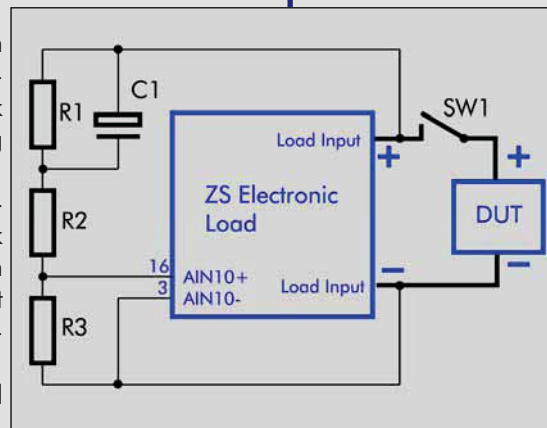 C1
R1
SW1
Load Input
+
+
ZS Electronic
Load
DUT
R2
16
AIN10+
−
−
3
AIN10-
Load Input
R3